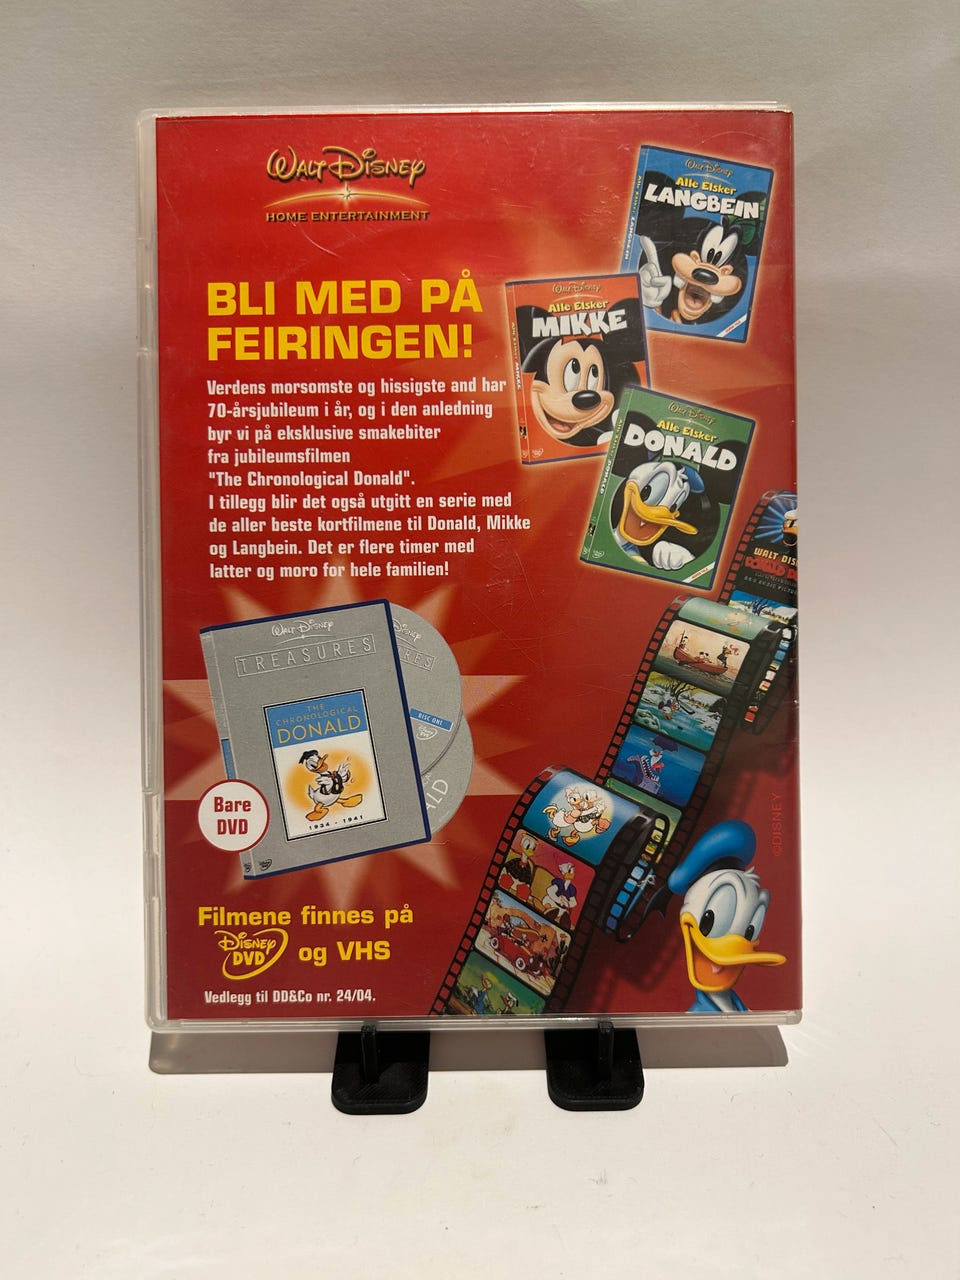 WALT DISNEY
HOME ENTERTAINMENT
BLI MED PÅ
FEIRINGEN!
Verdens morsomste og hissigste and har
70-årsjubileum i år, og i den anledning
byr vi på eksklusive smakebiter
fra jubileumsfilmen
"The Chronological Donald".
I tillegg blir det også utgitt en serie med
de aller beste kortfilmene til Donald, Mikke
og Langbein. Det er flere timer med
latter og moro for hele familien!
Walt Disney
Alle Elsker
LANGBEIN
Walt Disney
Alle Elsker
MIKKE
Walt Disney
Alle Elsker
DONALD
WALT DIS
Walt Disney
TREASURES
THE
CHRONOLOGICAL
DONALD
1934 - 1941
DISC ONE
Disney
DVD
Bare
DVD
Filmene finnes på
Disney
DVD
og VHS
Vedlegg til DD&Co nr. 24/04.
©DISNEY